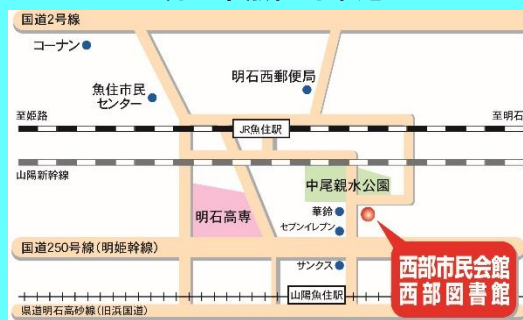 国道2号線
コーナン
明石西郵便局
魚住市民
センター
至姫路
JR魚住駅
至明石
山陽新幹線
中尾親水公園
明石高専
華鈴
セブンイレブン
国道250号線(明姫幹線)
サンクス
西部市民会館
西部図書館
山陽魚住駅
県道明石高砂線(旧浜国道)